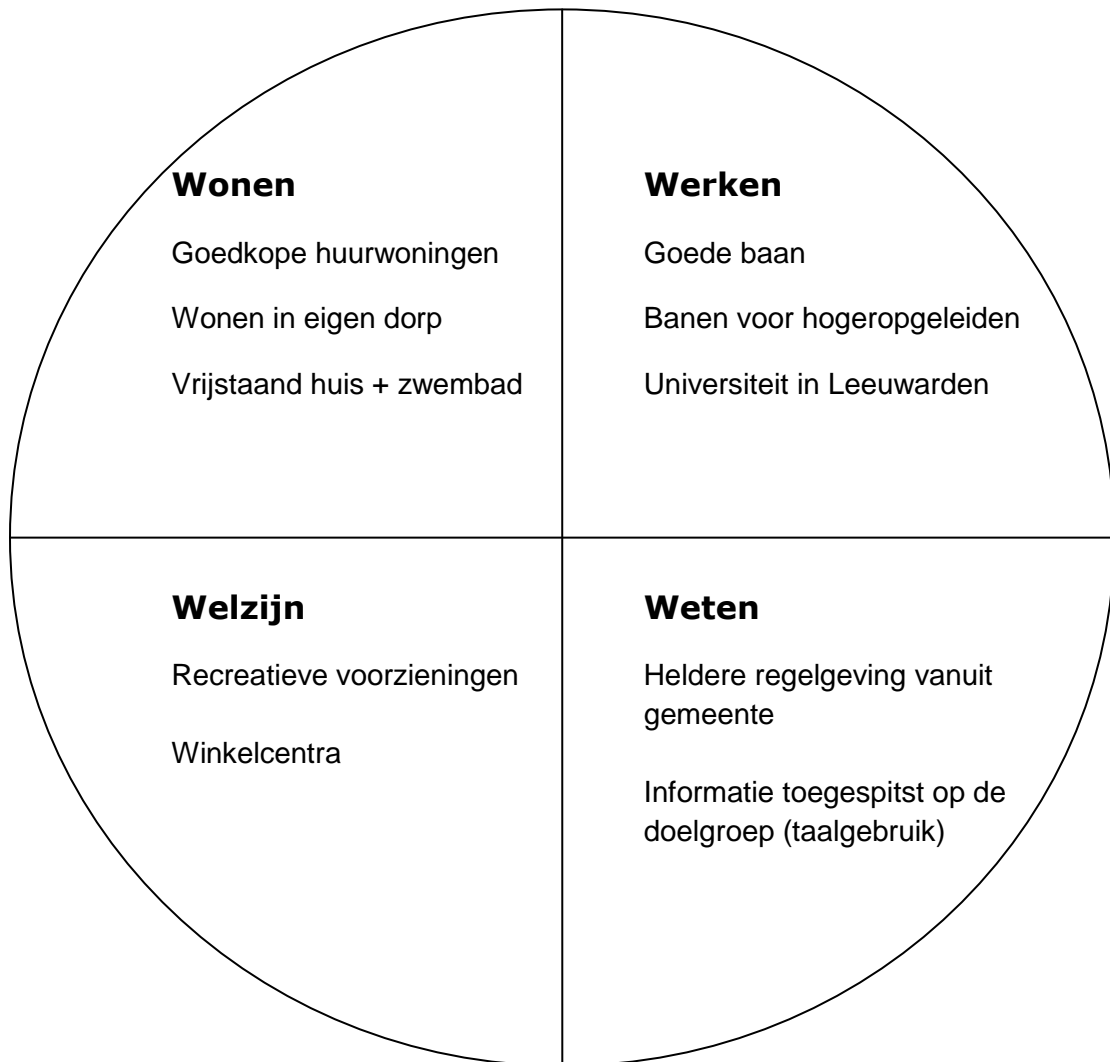 Wonen
Goedkope huurwoningen
Wonen in eigen dorp
Vrijstaand huis + zwembad
Werken
Goede baan
Banen voor hogeropgeleiden
Universiteit in Leeuwarden
Welzijn
Recreatieve voorzieningen
Winkelcentra
Weten
Heldere regelgeving vanuit
gemeente
Informatie toegespitst op de
doelgroep (taalgebruik)